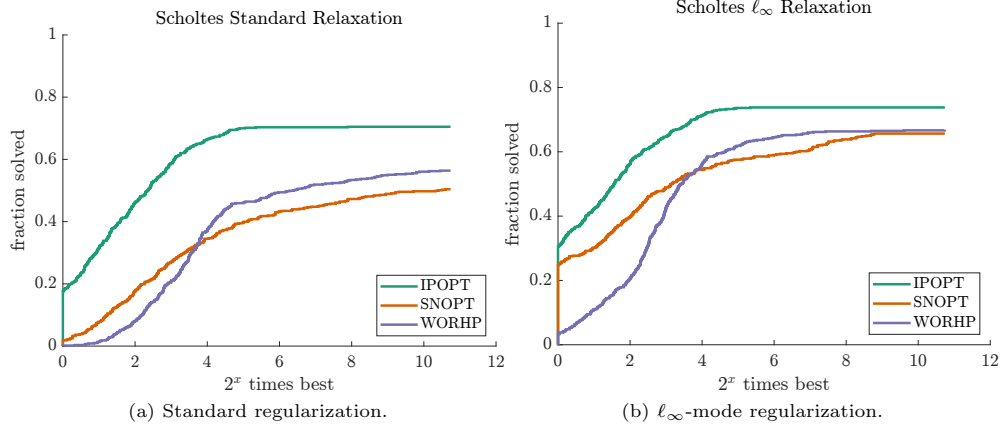 Scholtes Standard Relaxation
1
0.8
0.6
0.4
0.2
0
fraction solved
IPOPT
SNOPT
WORHP
0 2 4 6 8 10 12
2^x times best
(a) Standard regularization.
Scholtes ℓ∞ Relaxation
1
0.8
0.6
0.4
0.2
0
fraction solved
IPOPT
SNOPT
WORHP
0 2 4 6 8 10 12
2^x times best
(b) ℓ∞-mode regularization.